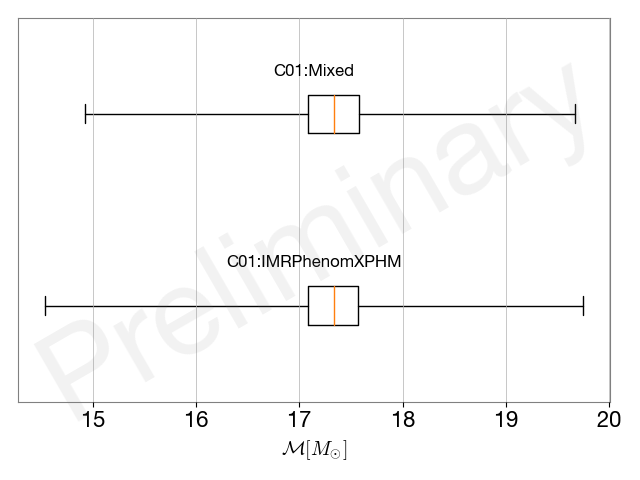 C01:Mixed
Preliminary
C01:IMRPhenomXPHM
15 16 17 18 19 20
ℳ[M⊙]